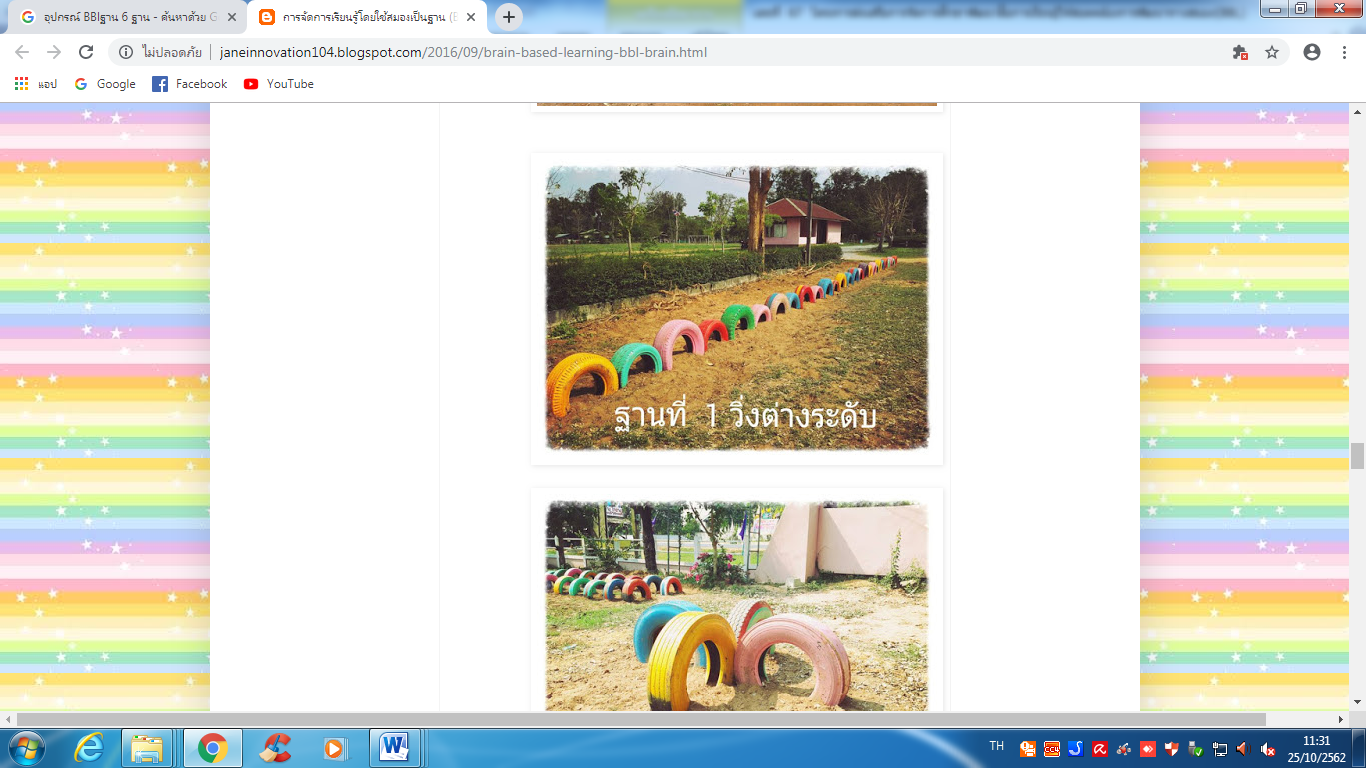 อุปกรณ์ BBlฐาน 6 ฐาน - ค้นหาด้วย G
การจัดการเรียนรู้โดยใช้สมองเป็นฐาน (E
ไม่ปลอดภัย
janeinnovation104.blogspot.com/2016/09/brain-based-learning-bbl-brain.html
แอป
Google
Facebook
YouTube
ฐานที่ 1 วิ่งต่างระดับ
TH
11:31
25/10/2562